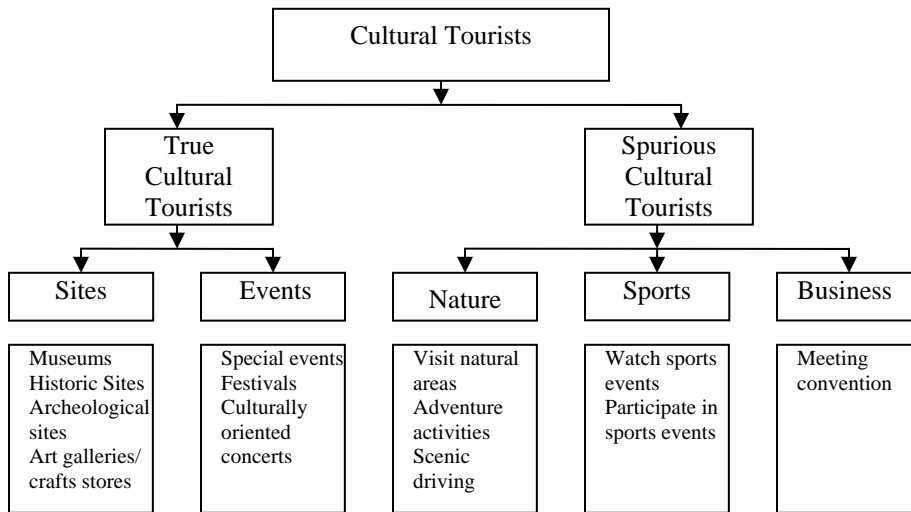 Cultural Tourists
True
Cultural
Tourists
Spurious
Cultural
Tourists
Sites
Events
Nature
Sports
Business
Museums
Historic Sites
Archeological
sites
Art galleries/
crafts stores
Special events
Festivals
Culturally
oriented
concerts
Visit natural
areas
Adventure
activities
Scenic
driving
Watch sports
events
Participate in
sports events
Meeting
convention